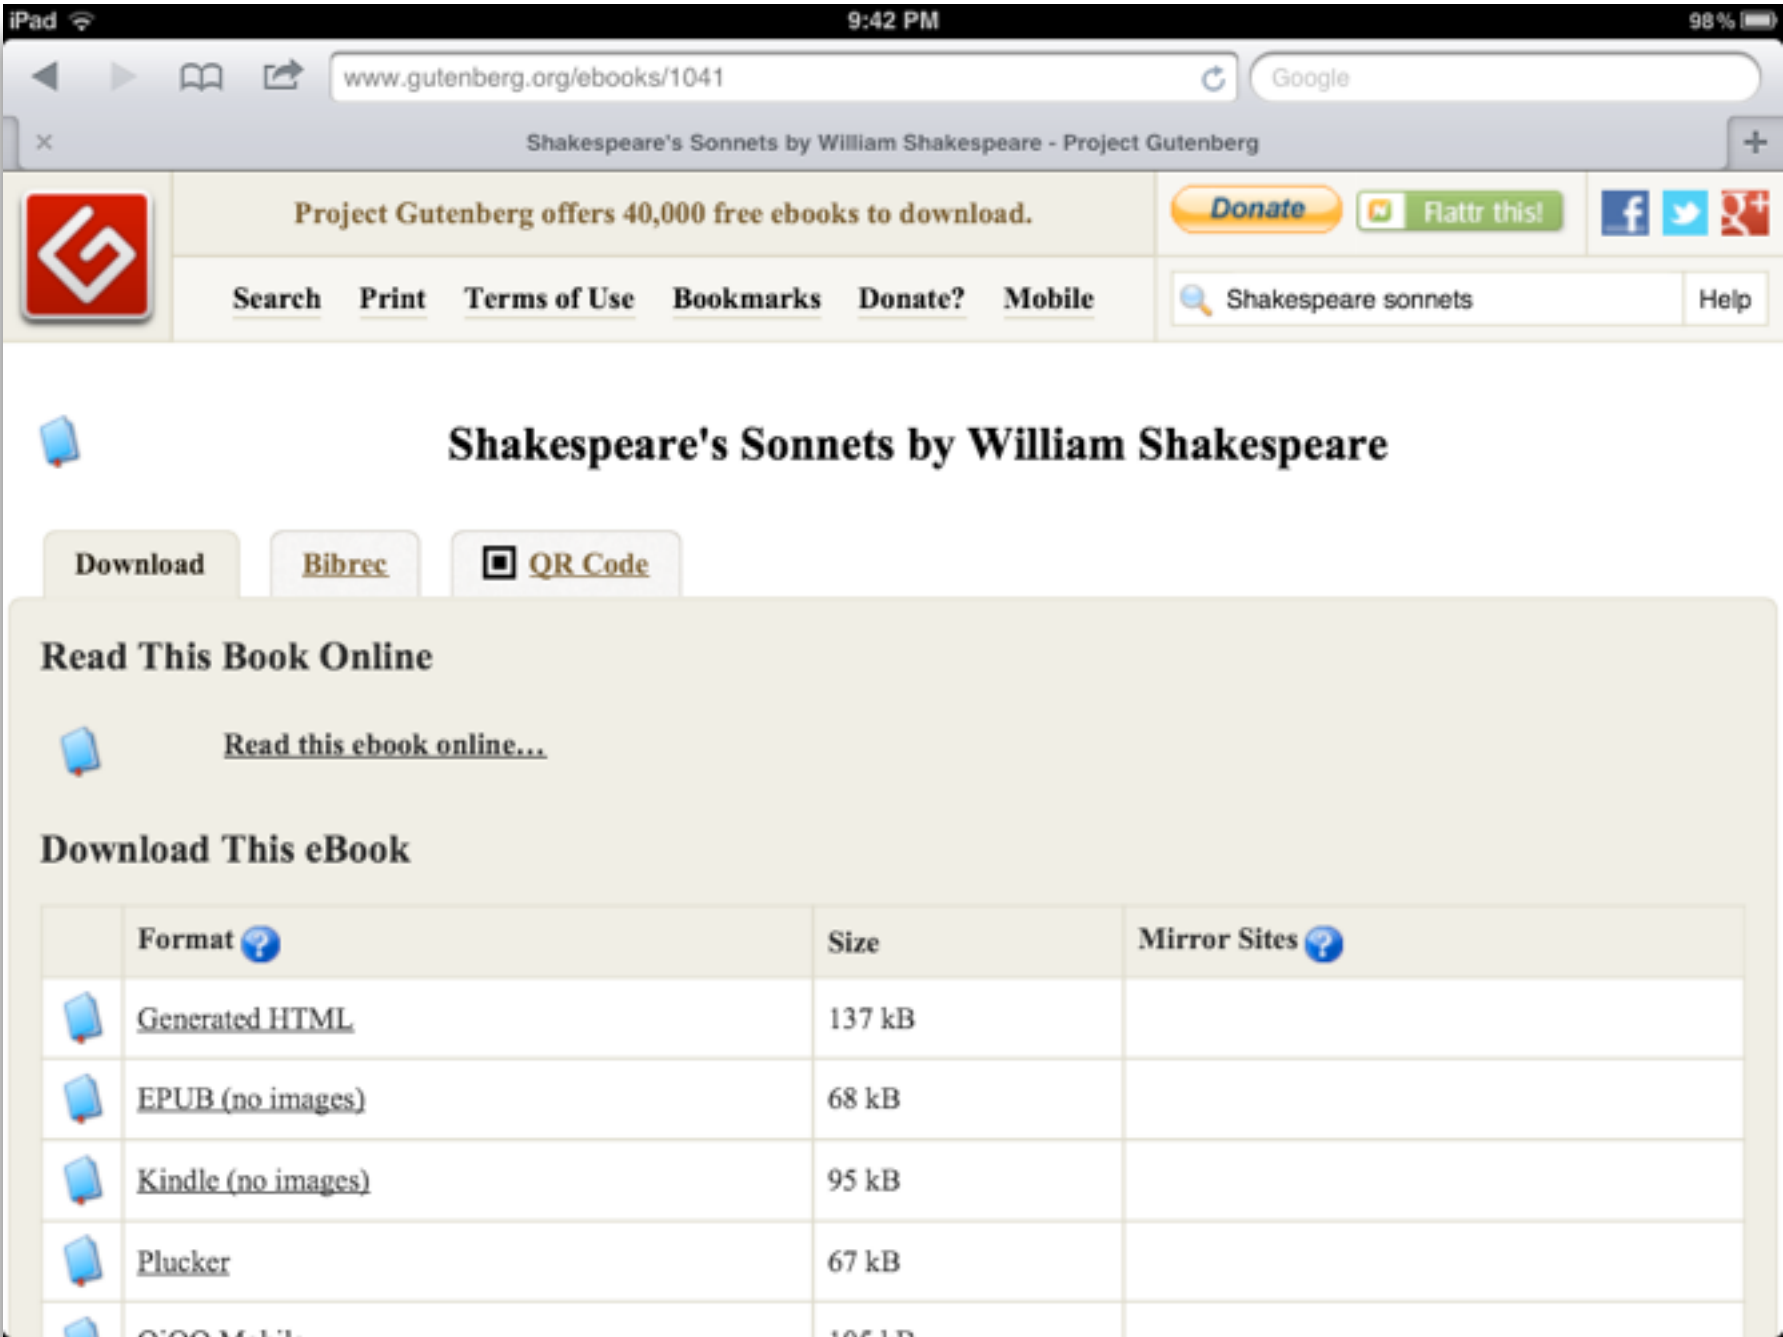 iPad 9:42 PM 98%
www.gutenberg.org/ebooks/1041 Google
Shakespeare's Sonnets by William Shakespeare - Project Gutenberg
Project Gutenberg offers 40,000 free ebooks to download. Donate Flattr this!
Search Print Terms of Use Bookmarks Donate? Mobile Shakespeare sonnets Help
Shakespeare's Sonnets by William Shakespeare
Download Bibrec QR Code
Read This Book Online
Read this ebook online...
Download This eBook
Format ? Size Mirror Sites ?
Generated HTML 137 kB
EPUB (no images) 68 kB
Kindle (no images) 95 kB
Plucker 67 kB